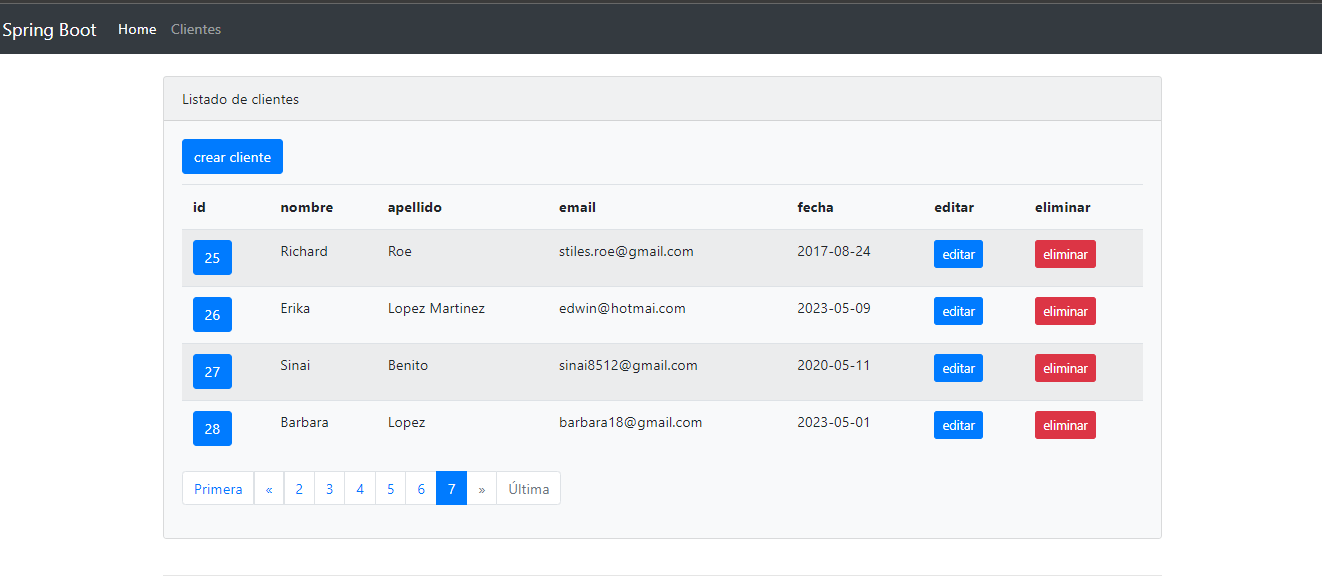 Spring Boot Home Clientes
Listado de clientes
crear cliente
id nombre apellido email fecha editar eliminar
25 Richard Roe stiles.roe@gmail.com 2017-08-24 editar eliminar
26 Erika Lopez Martinez edwin@hotmai.com 2023-05-09 editar eliminar
27 Sinai Benito sinai8512@gmail.com 2020-05-11 editar eliminar
28 Barbara Lopez barbara18@gmail.com 2023-05-01 editar eliminar
Primera « 2 3 4 5 6 7 » Última